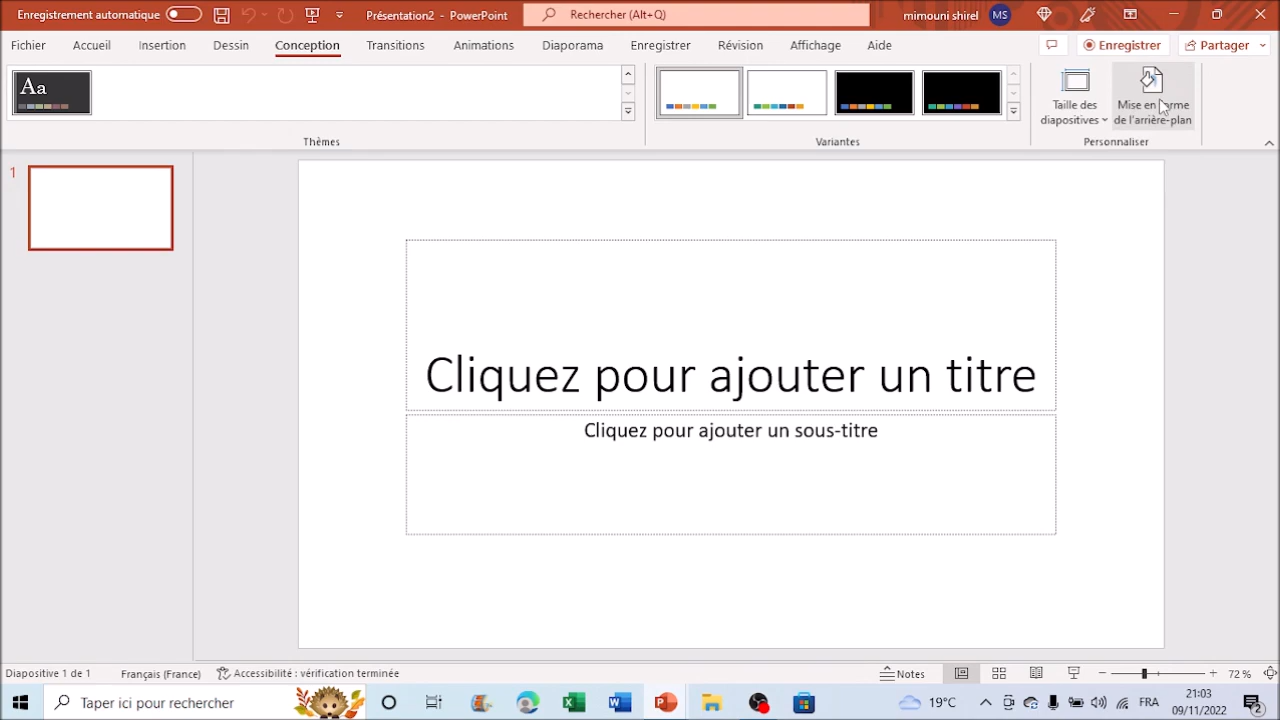 Enregistrement automatique
Présentation2 - PowerPoint
Rechercher (Alt+Q)
mimouni shirel
MS
Fichier
Accueil
Insertion
Dessin
Conception
Transitions
Animations
Diaporama
Enregistrer
Révision
Affichage
Aide
Enregistrer
Partager
Aa
Taille des
diapositives
Mise en forme
de l'arrière-plan
Thèmes
Variantes
Personnaliser
1
Cliquez pour ajouter un titre
Cliquez pour ajouter un sous-titre
Diapositive 1 de 1
Français (France)
Accessibilité : vérification terminée
Notes
72 %
Taper ici pour rechercher
19°C
FRA
21:03
09/11/2022
2